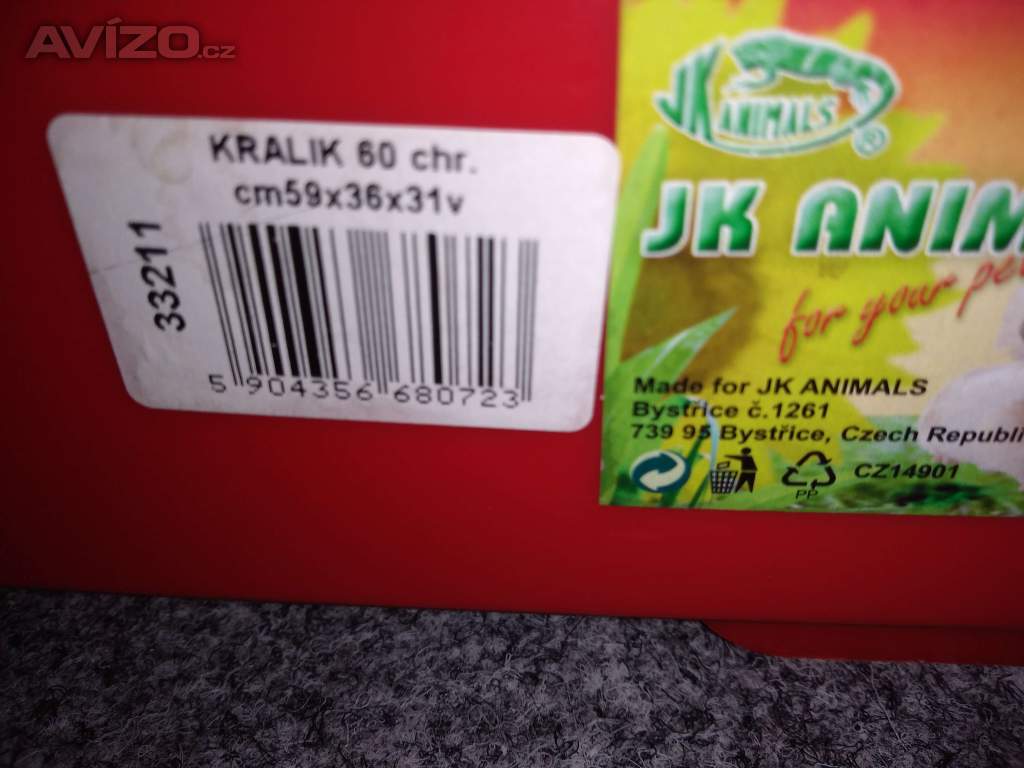 AVÍZO.cz
KRALIK 60 chr.
cm59x36x31v
33211
5 904356 680723
JK ANIMALS ®
JK ANIM
for your pe
Made for JK ANIMALS
Bystřice č.1261
739 95 Bystřice, Czech Republi
CZ14901
PP